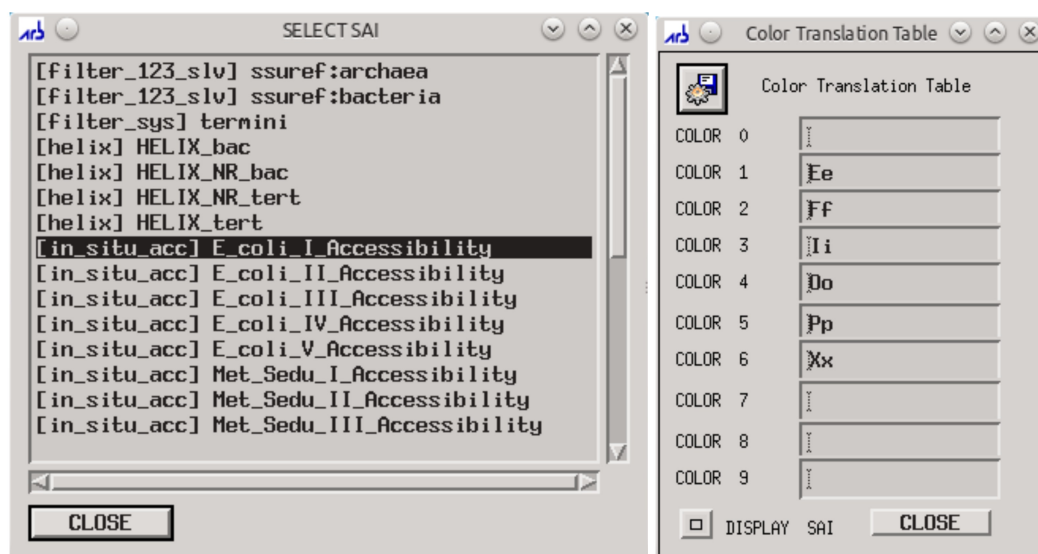 arb
SELECT SAI
[filter_123_slv] ssuref:archaea
[filter_123_slv] ssuref:bacteria
[filter_sys] termini
[helix] HELIX_bac
[helix] HELIX_NR_bac
[helix] HELIX_NR_tert
[helix] HELIX_tert
[in_situ_acc] E_coli_I_Accessibility
[in_situ_acc] E_coli_II_Accessibility
[in_situ_acc] E_coli_III_Accessibility
[in_situ_acc] E_coli_IV_Accessibility
[in_situ_acc] E_coli_V_Accessibility
[in_situ_acc] Met_Sedu_I_Accessibility
[in_situ_acc] Met_Sedu_II_Accessibility
[in_situ_acc] Met_Sedu_III_Accessibility
CLOSE
arb
Color Translation Table
Color Translation Table
COLOR 0
COLOR 1 Ee
COLOR 2 Ff
COLOR 3 Ii
COLOR 4 Oo
COLOR 5 Pp
COLOR 6 Xx
COLOR 7
COLOR 8
COLOR 9
DISPLAY SAI CLOSE